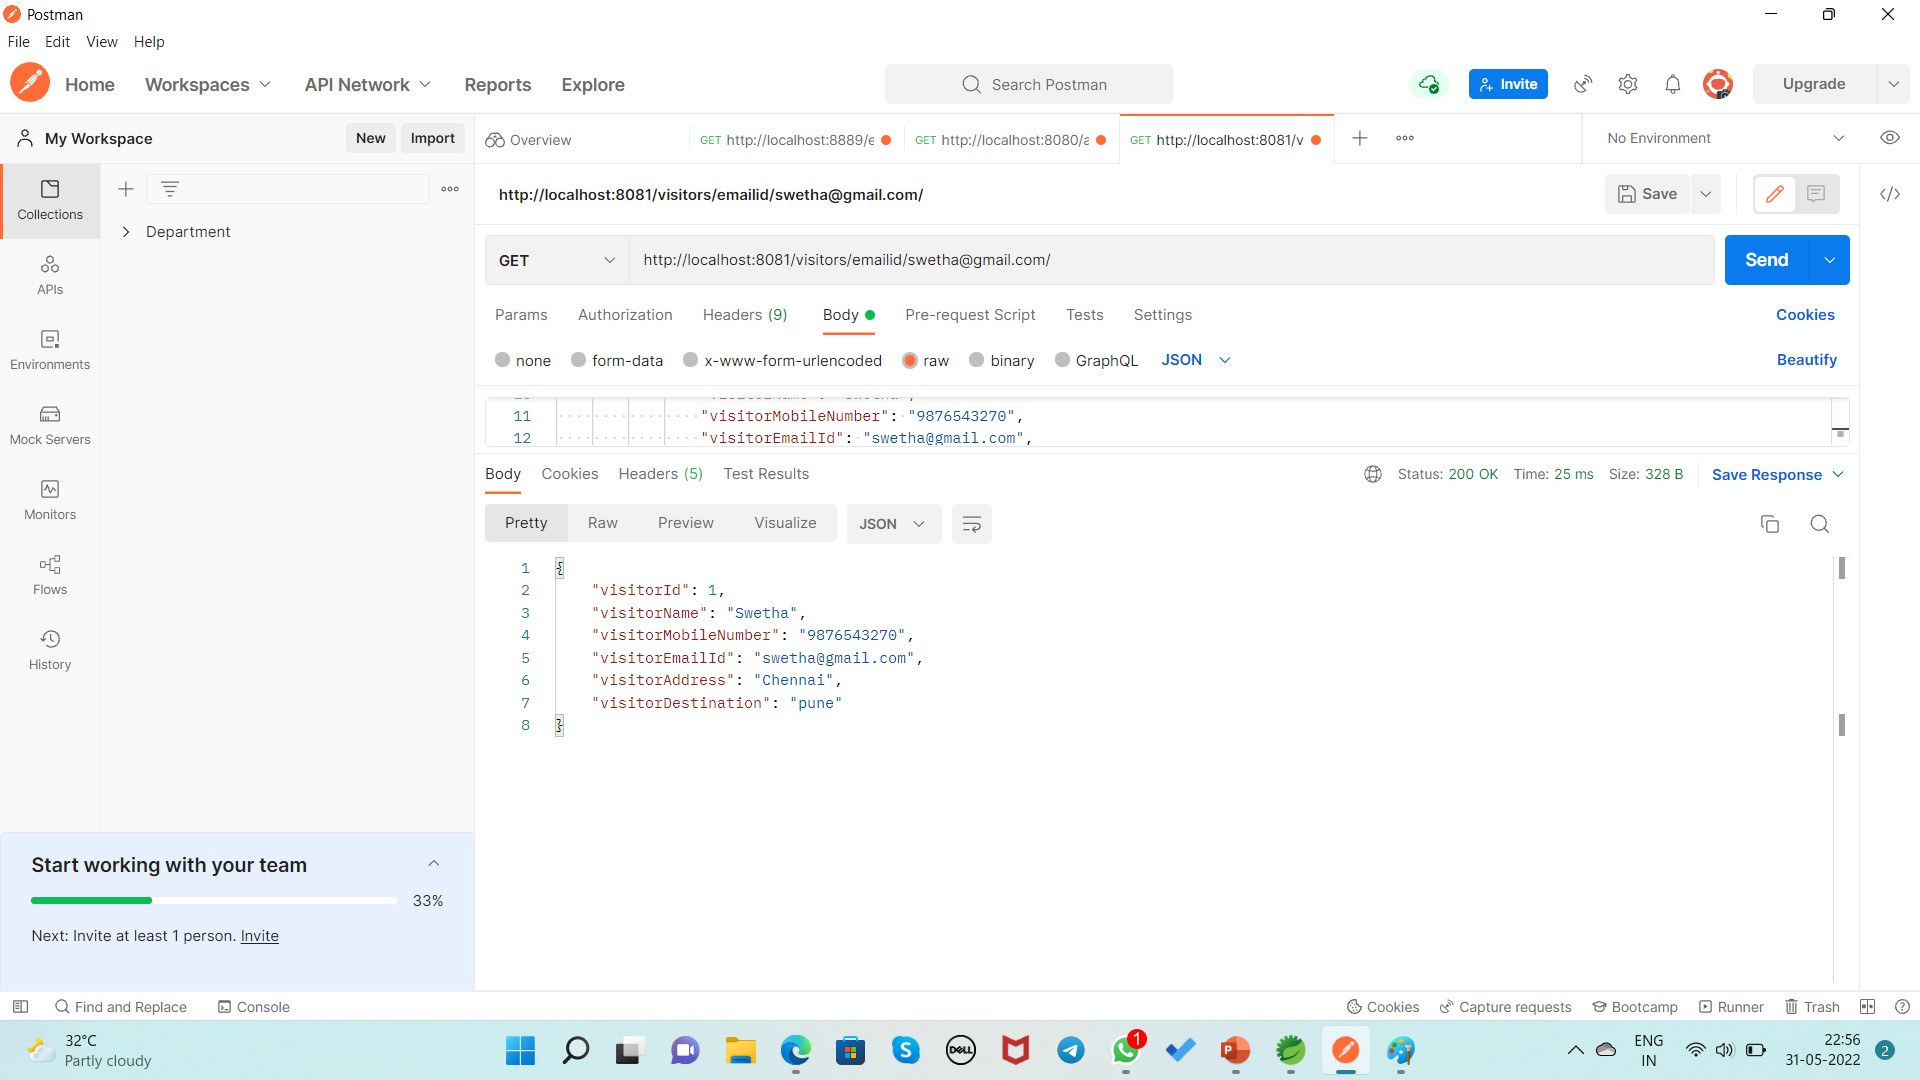 Postman
File Edit View Help
Home Workspaces API Network Reports Explore Search Postman Invite Upgrade
My Workspace New Import Overview GET http://localhost:8889/e GET http://localhost:8080/a GET http://localhost:8081/v No Environment
Collections
Department
APIs
Environments
Mock Servers
Monitors
Flows
History
http://localhost:8081/visitors/emailid/swetha@gmail.com/ Save
GET http://localhost:8081/visitors/emailid/swetha@gmail.com/ Send
Params Authorization Headers (9) Body Pre-request Script Tests Settings Cookies
none form-data x-www-form-urlencoded raw binary GraphQL JSON Beautify
11 "visitorMobileNumber": "9876543270",
12 "visitorEmailId": "swetha@gmail.com",
Body Cookies Headers (5) Test Results Status: 200 OK Time: 25 ms Size: 328 B Save Response
Pretty Raw Preview Visualize JSON
1 {
2 "visitorId": 1,
3 "visitorName": "Swetha",
4 "visitorMobileNumber": "9876543270",
5 "visitorEmailId": "swetha@gmail.com",
6 "visitorAddress": "Chennai",
7 "visitorDestination": "pune"
8 }
Start working with your team
33%
Next: Invite at least 1 person. Invite
Find and Replace Console Cookies Capture requests Bootcamp Runner Trash
32°C
Partly cloudy
DELL
1
ENG
IN
22:56
31-05-2022
2